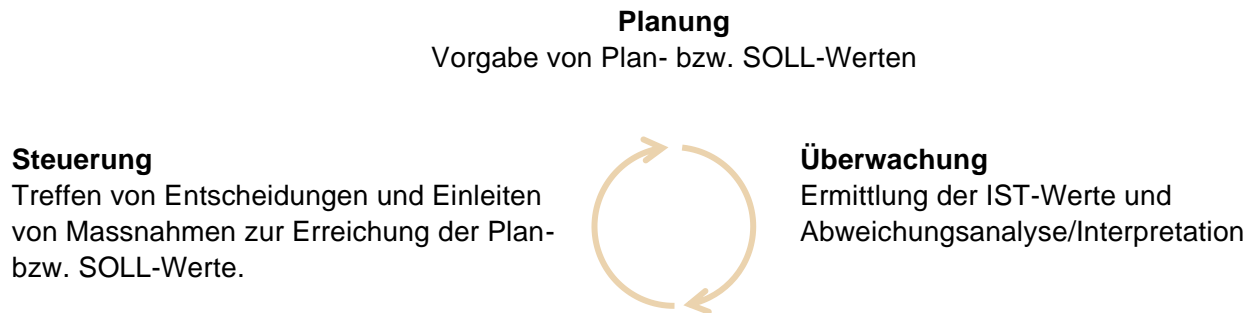 Planung
Vorgabe von Plan- bzw. SOLL-Werten
Steuerung
Treffen von Entscheidungen und Einleiten
von Massnahmen zur Erreichung der Plan-
bzw. SOLL-Werte.
Überwachung
Ermittlung der IST-Werte und
Abweichungsanalyse/Interpretation